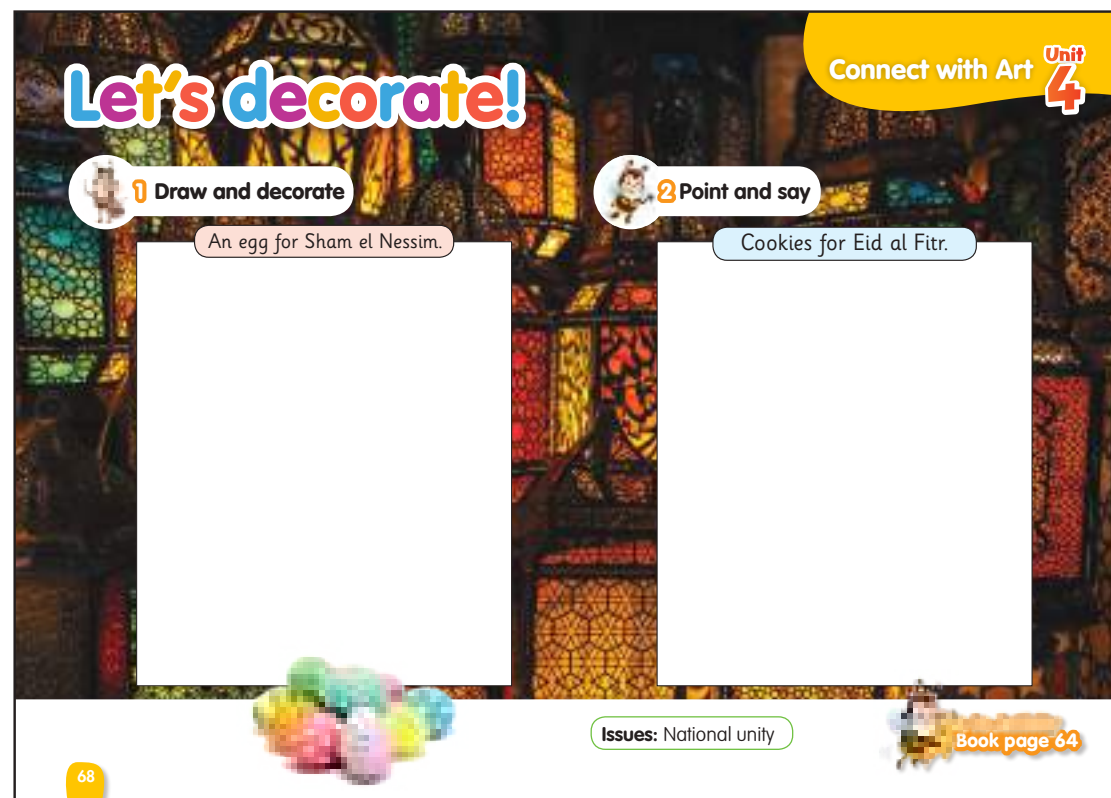 Let's decorate!
Connect with Art
Unit
4
1 Draw and decorate
An egg for Sham el Nessim.
2 Point and say
Cookies for Eid al Fitr.
Issues: National unity
Book page 64
68